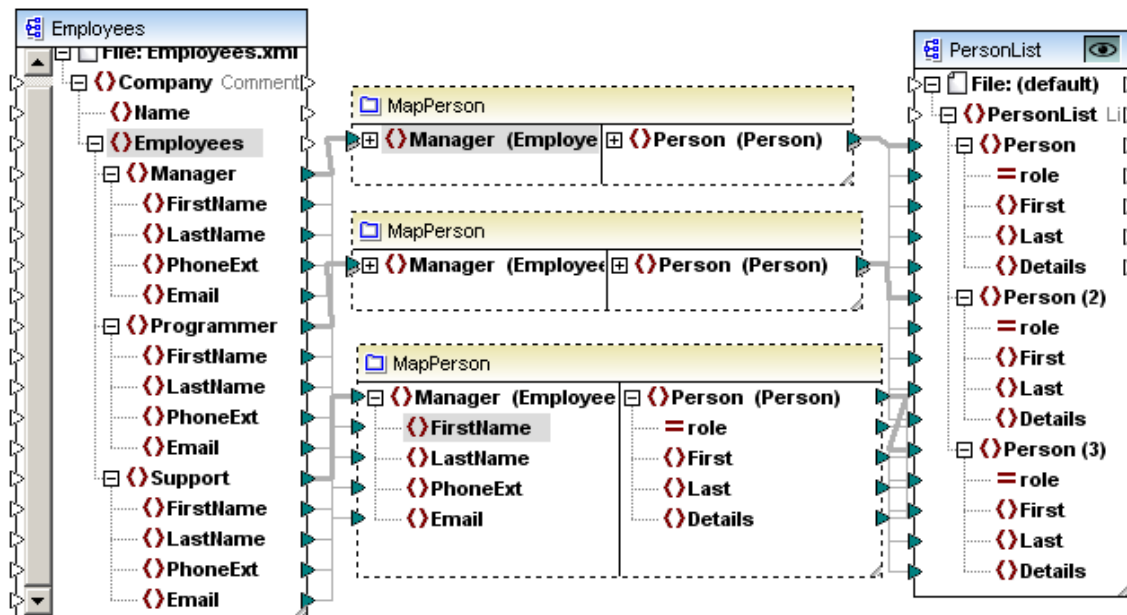 Employees
File: Employees.xml
Company Comment
Name
Employees
Manager
FirstName
LastName
PhoneExt
Email
Programmer
FirstName
LastName
PhoneExt
Email
Support
FirstName
LastName
PhoneExt
Email
MapPerson
Manager (Employe
Person (Person)
MapPerson
Manager (Employee
Person (Person)
MapPerson
Manager (Employee
FirstName
LastName
PhoneExt
Email
Person (Person)
role
First
Last
Details
PersonList
File: (default)
PersonList Li
Person
role
First
Last
Details
Person (2)
role
First
Last
Details
Person (3)
role
First
Last
Details